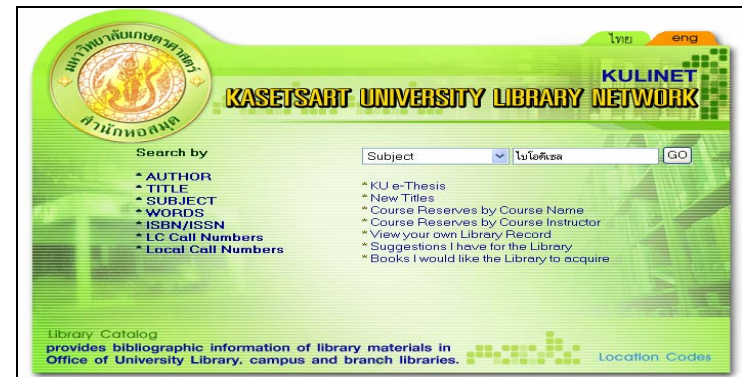 มหาวิทยาลัยเกษตรศาสตร์
สำนักหอสมุด
ไทย
eng
KULINET
KASETSART UNIVERSITY LIBRARY NETWORK
Search by
Subject
ไบโอดีเซล
GO
* AUTHOR
* TITLE
* SUBJECT
* WORDS
* ISBN/ISSN
* LC Call Numbers
* Local Call Numbers
* KU e-Thesis
* New Titles
* Course Reserves by Course Name
* Course Reserves by Course Instructor
* View your own Library Record
* Suggestions I have for the Library
* Books I would like the Library to acquire
Library Catalog
provides bibliographic information of library materials in
Office of University Library, campus and branch libraries.
Location Codes